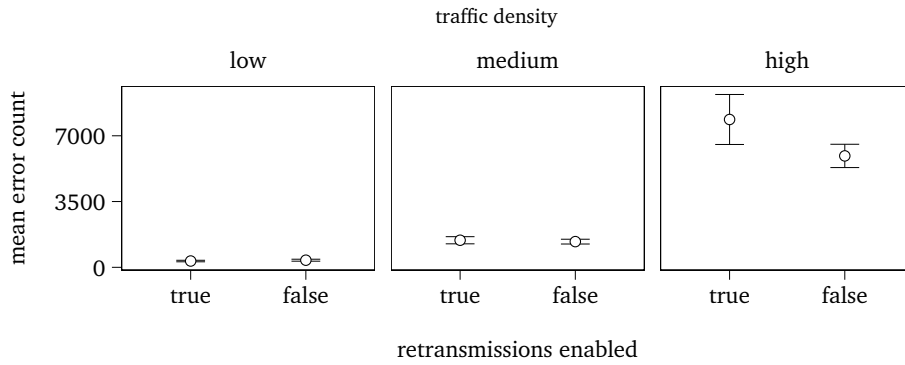 traffic density
low medium high
mean error count
7000
3500
0
true false true false true false
retransmissions enabled